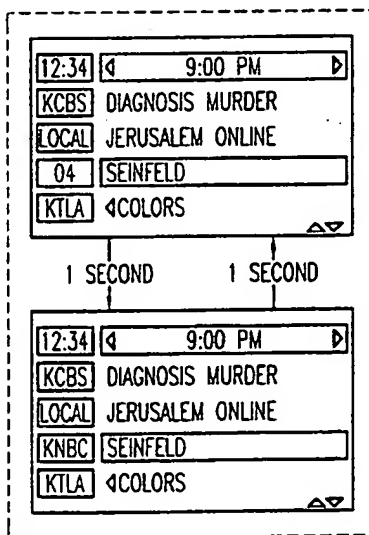 12:34 9:00 PM
KCBS DIAGNOSIS MURDER
LOCAL JERUSALEM ONLINE
04 SEINFELD
KTLA COLORS
1 SECOND 1 SECOND
12:34 9:00 PM
KCBS DIAGNOSIS MURDER
LOCAL JERUSALEM ONLINE
KNBC SEINFELD
KTLA COLORS